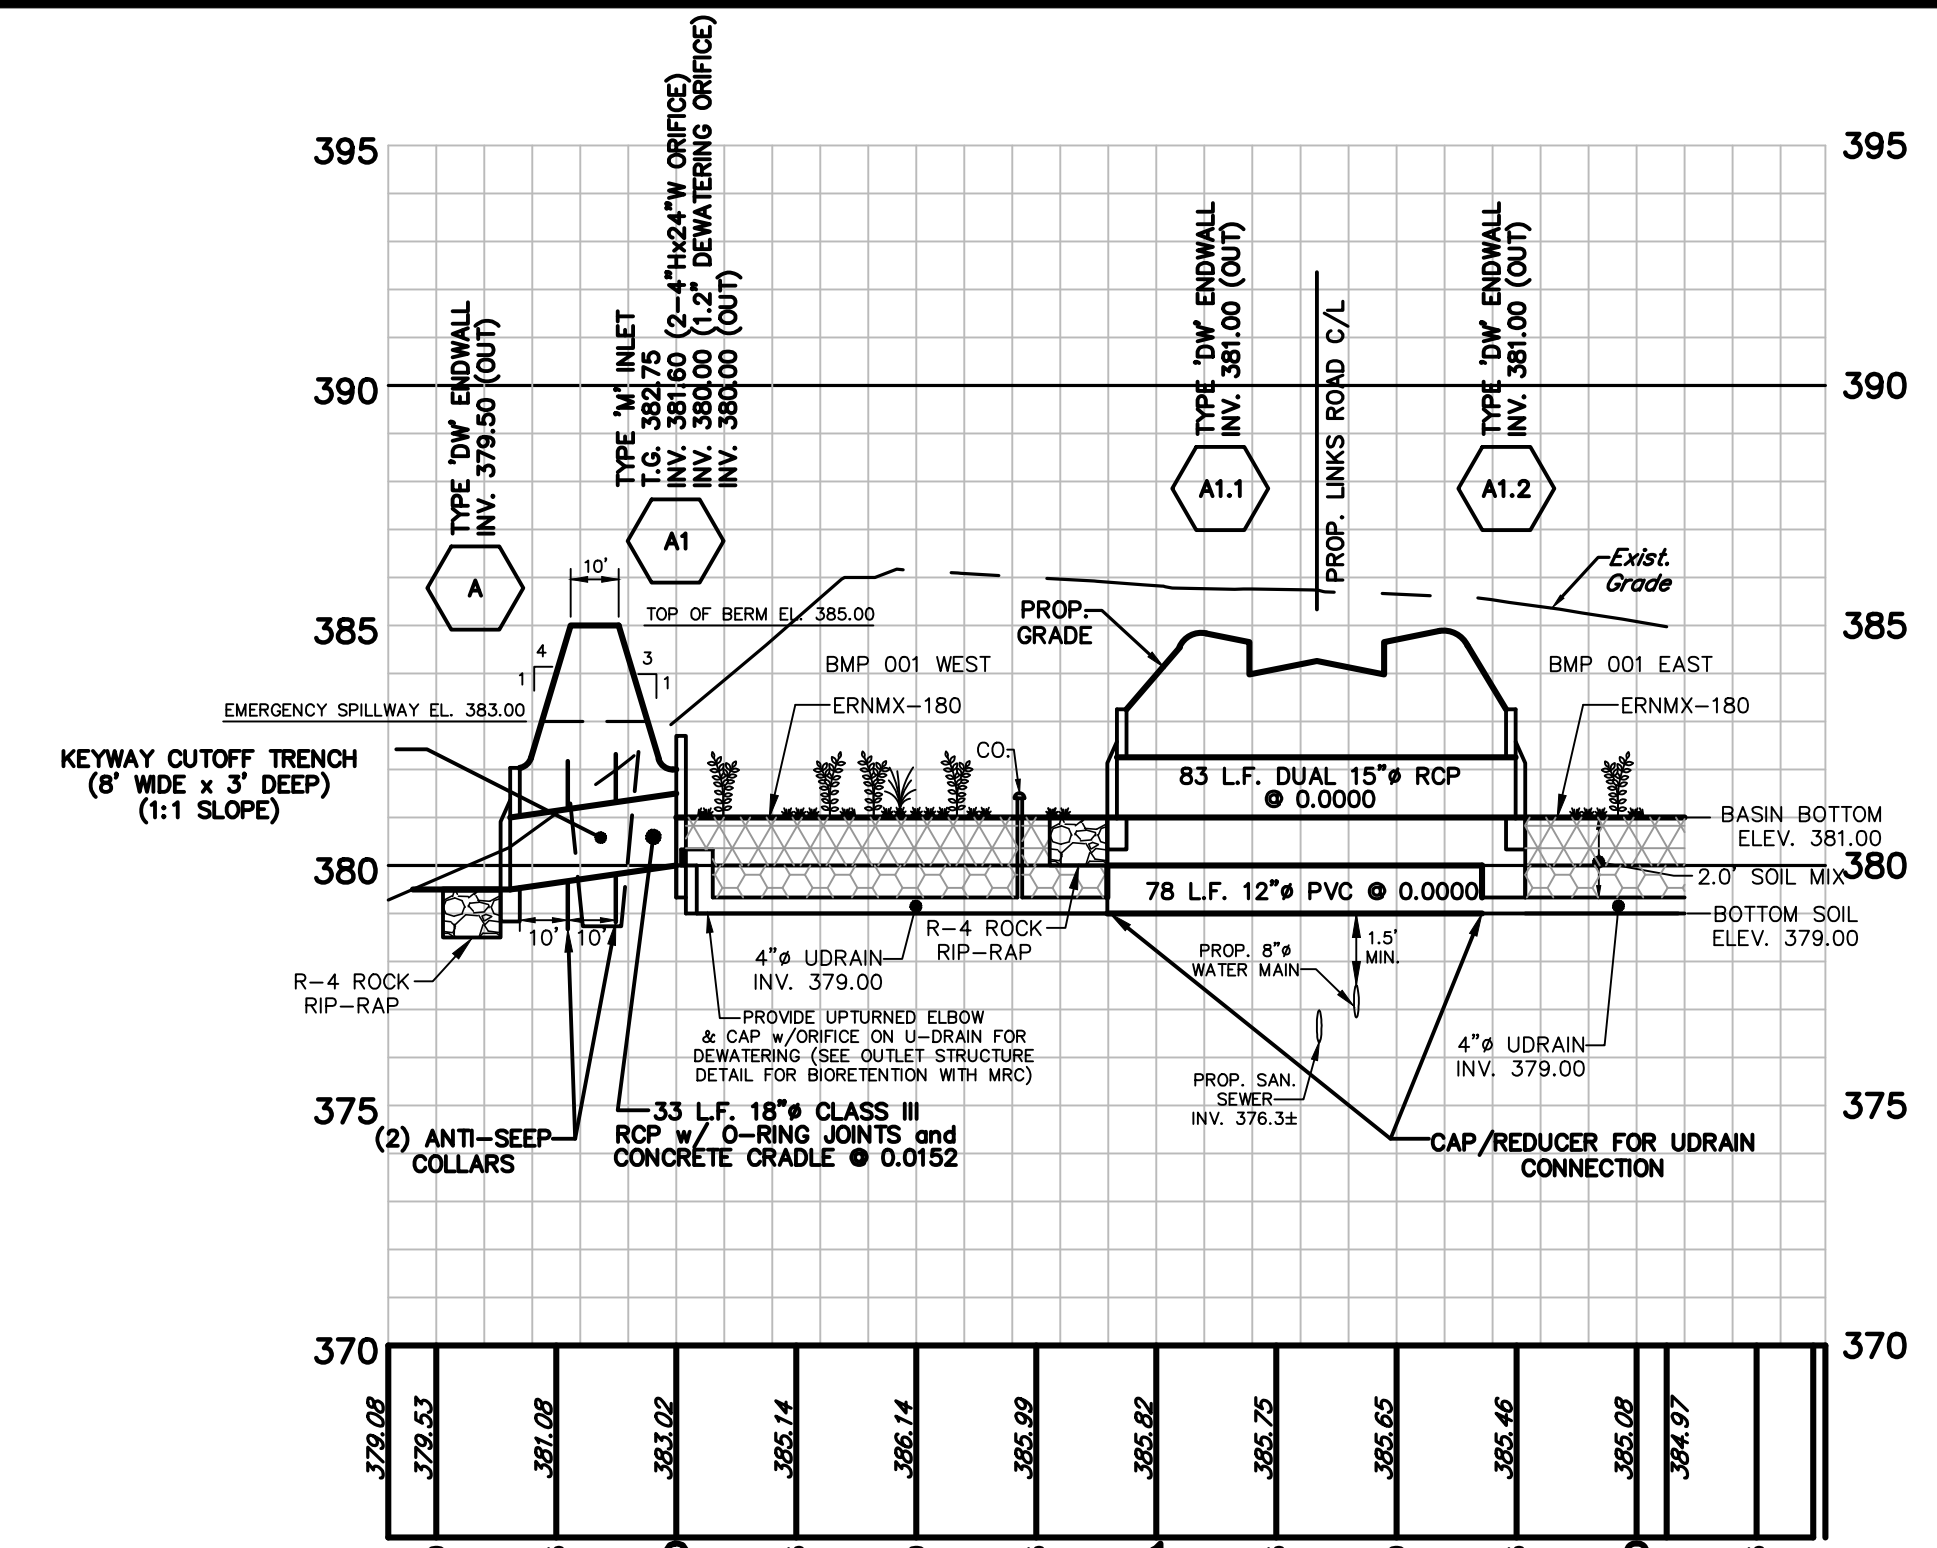 TYPE 'DW' ENDWALL
INV. 379.50 (OUT)
A
TYPE 'M' INLET
T.G. 382.75
INV. 381.60 (2-4"Hx24"W ORIFICE)
INV. 380.00 (1.2" DEWATERING ORIFICE)
INV. 380.00 (OUT)
A1
TYPE 'DW' ENDWALL
INV. 381.00 (OUT)
A1.1
PROP. LINKS ROAD C/L
TYPE 'DW' ENDWALL
INV. 381.00 (OUT)
A1.2
395
395
390
390
385
385
380
380
375
375
370
370
10'
TOP OF BERM EL. 385.00
4
1
3
1
EMERGENCY SPILLWAY EL. 383.00
KEYWAY CUTOFF TRENCH
(8' WIDE x 3' DEEP)
(1:1 SLOPE)
BMP 001 WEST
ERNMX-180
CO.
PROP.
GRADE
Exist.
Grade
BMP 001 EAST
ERNMX-180
83 L.F. DUAL 15"ø RCP
@ 0.0000
78 L.F. 12"ø PVC @ 0.0000
BASIN BOTTOM
ELEV. 381.00
2.0' SOIL MIX
BOTTOM SOIL
ELEV. 379.00
10'
10'
R-4 ROCK
RIP-RAP
4"ø UDRAIN
INV. 379.00
R-4 ROCK
RIP-RAP
PROP. 8"ø
WATER MAIN
1.5'
MIN.
PROVIDE UPTURNED ELBOW
& CAP w/ORIFICE ON U-DRAIN FOR
DEWATERING (SEE OUTLET STRUCTURE
DETAIL FOR BIORETENTION WITH MRC)
PROP. SAN.
SEWER
INV. 376.3±
4"ø UDRAIN
INV. 379.00
(2) ANTI-SEEP
COLLARS
33 L.F. 18"ø CLASS III
RCP w/ O-RING JOINTS and
CONCRETE CRADLE @ 0.0152
CAP/REDUCER FOR UDRAIN
CONNECTION
379.08
379.53
381.08
383.02
385.14
386.14
385.99
385.82
385.75
385.65
385.46
385.08
384.97